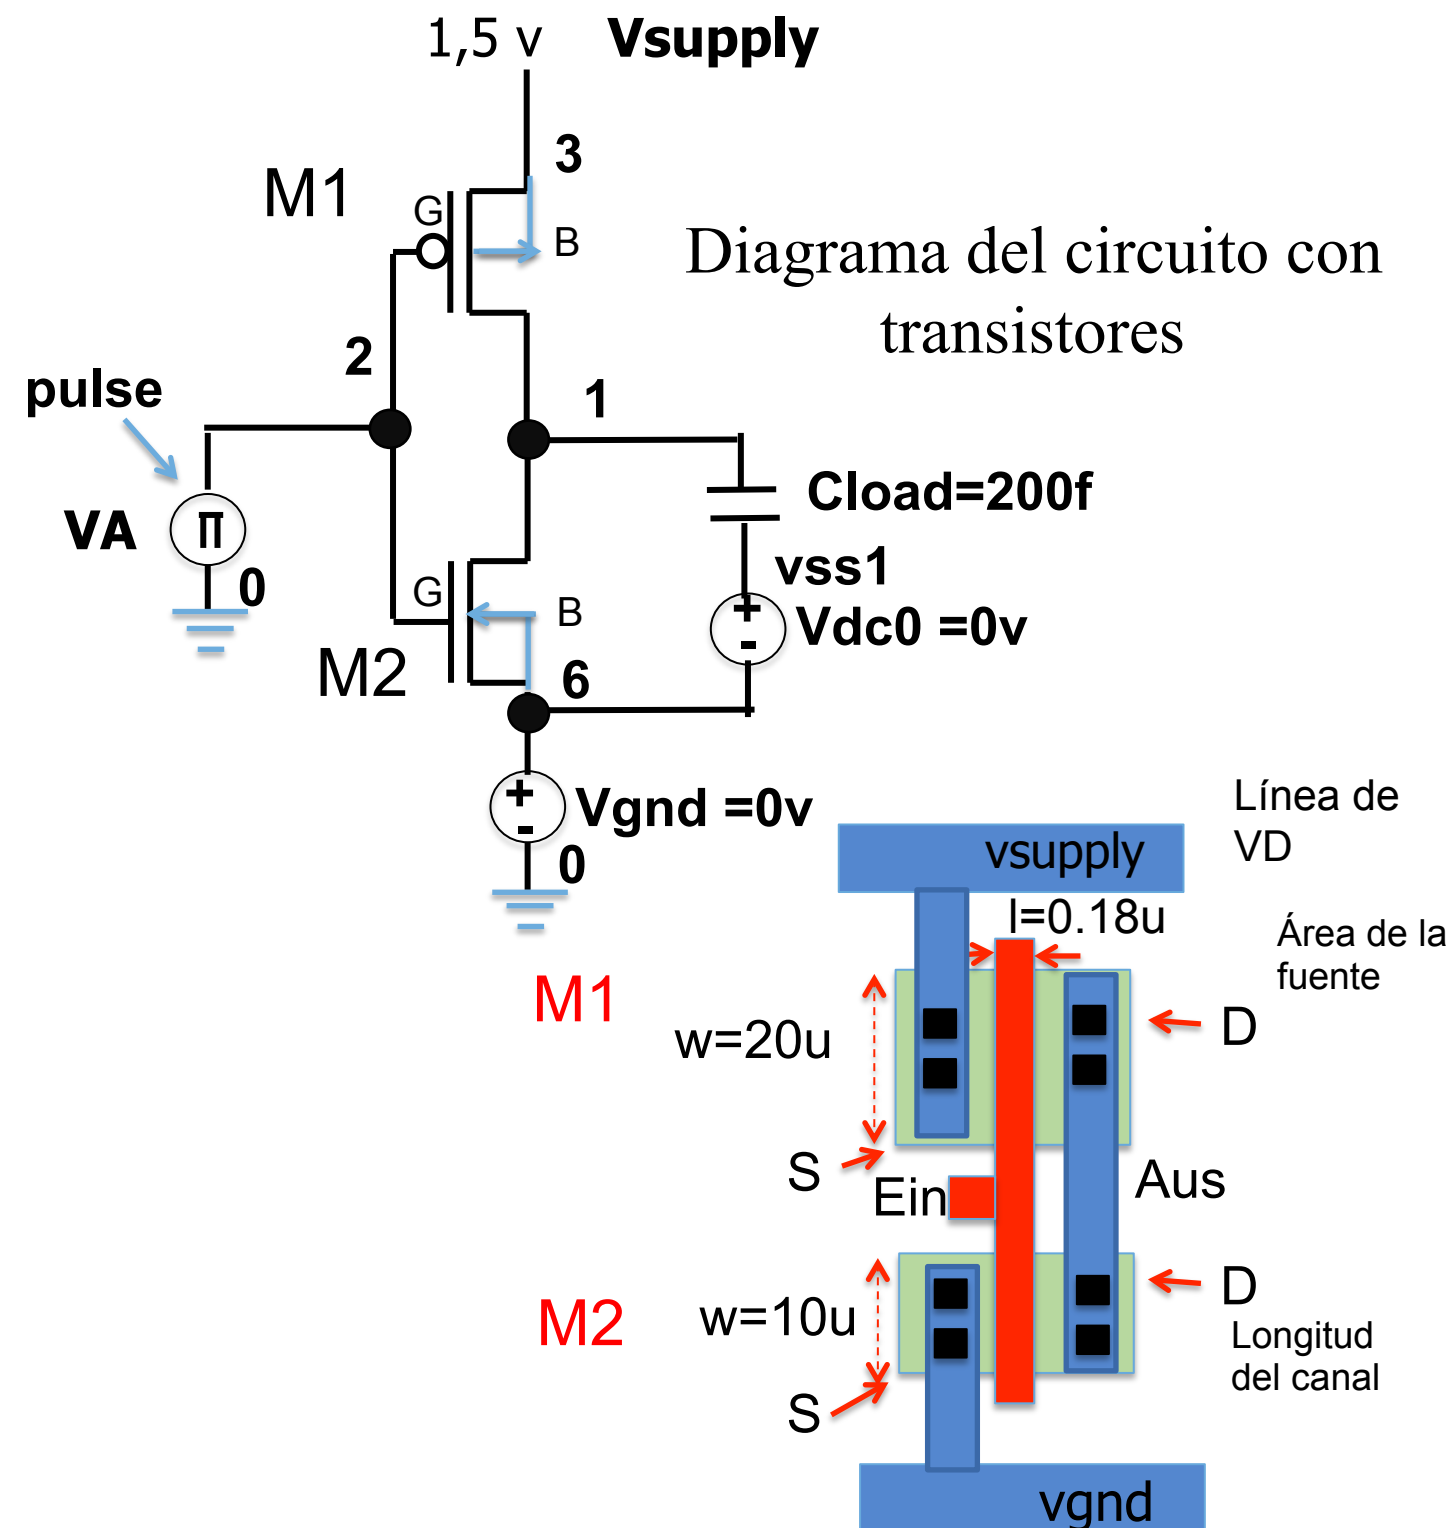 1,5 v Vsupply
3
M1
G
B
Diagrama del circuito con
transistores
2
pulse
1
Cload=200f
VA
Π
vss1
0
G
B
+
Vdc0 =0v
-
M2
6
+
Vgnd =0v
-
0
Línea de
VD
vsupply
l=0.18u
Área de la
fuente
M1
w=20u
D
S
Ein
Aus
M2
w=10u
D
Longitud
del canal
S
vgnd